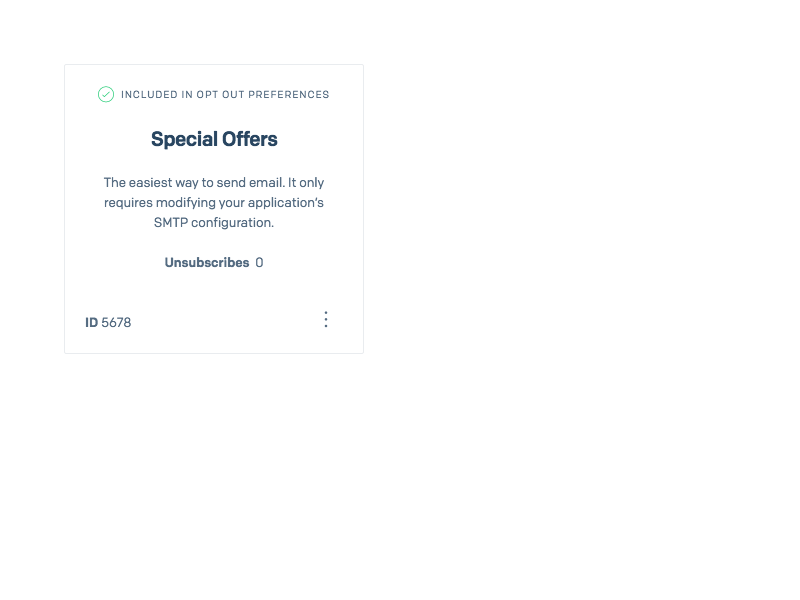 INCLUDED IN OPT OUT PREFERENCES
Special Offers
The easiest way to send email. It only
requires modifying your application's
SMTP configuration.
Unsubscribes 0
ID 5678